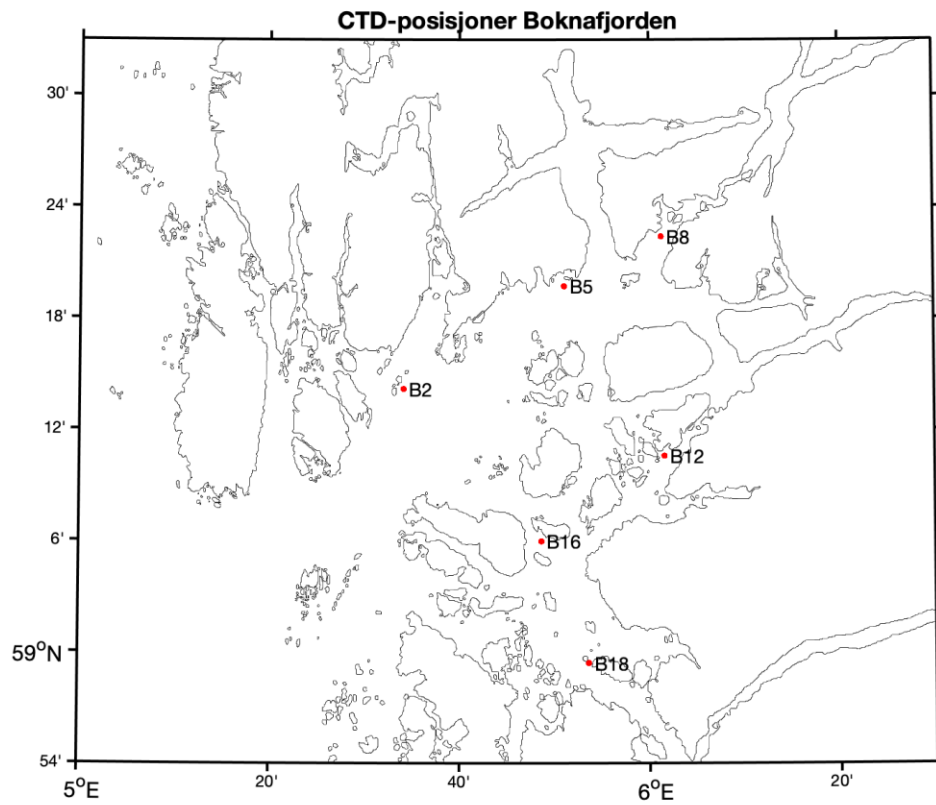 CTD-posisjoner Boknafjorden
30'
24'
B8
B5
18'
B2
12'
B12
6'
B16
59°N
B18
54'
5°E
20'
40'
6°E
20'